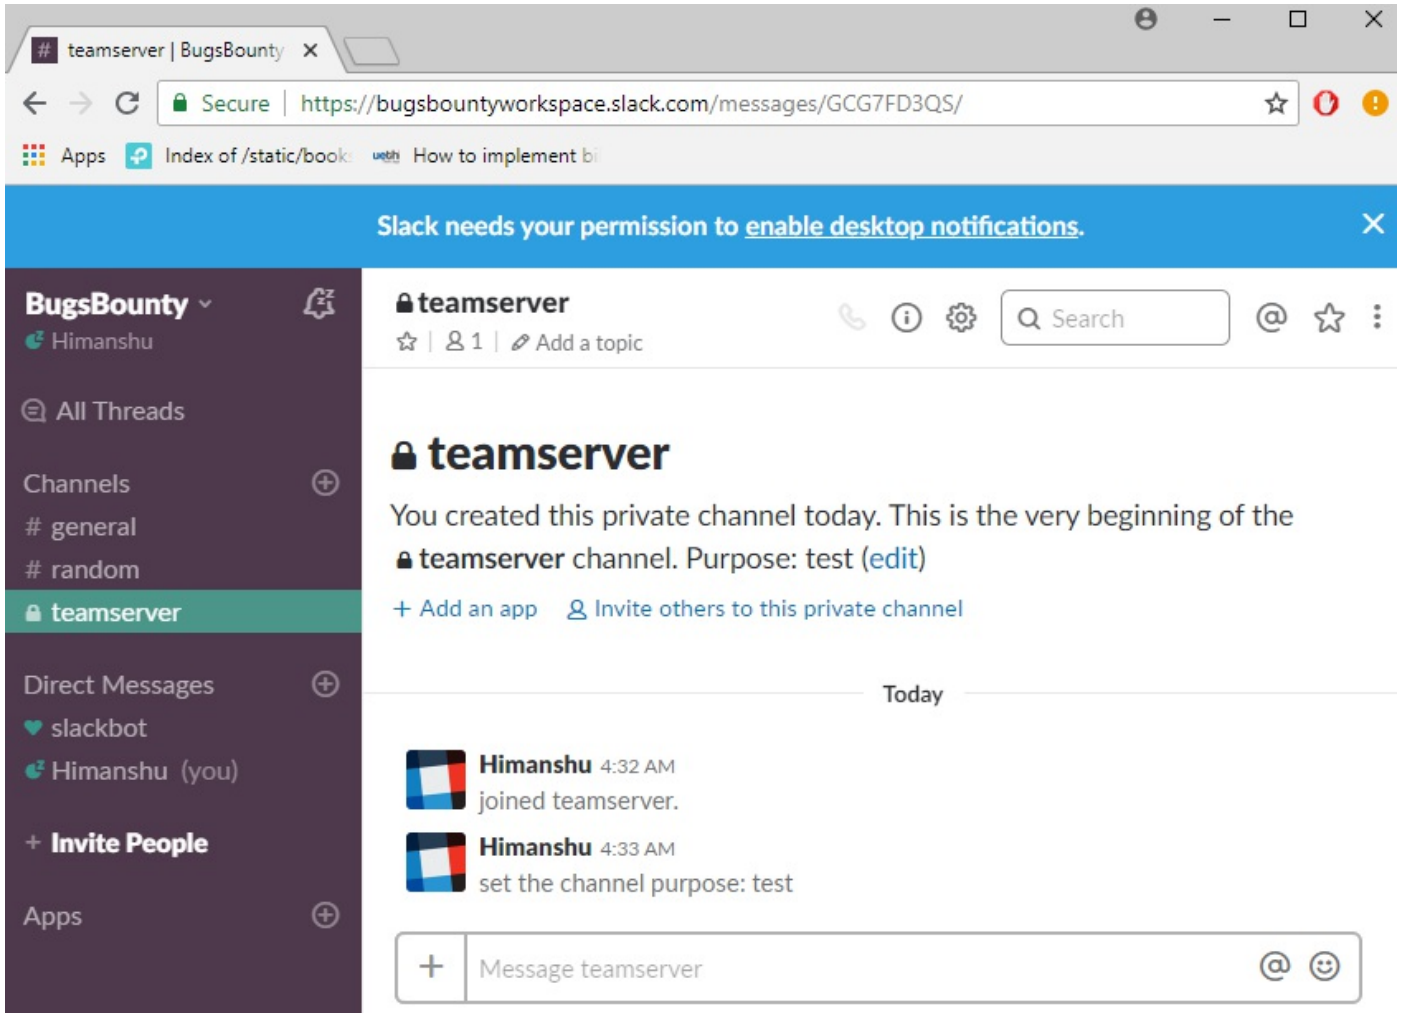 # teamserver | BugsBounty
Secure https://bugsbountyworkspace.slack.com/messages/GCG7FD3QS/
Apps Index of /static/book How to implement bi
Slack needs your permission to enable desktop notifications.
BugsBounty
Himanshu
All Threads
Channels
# general
# random
teamserver
Direct Messages
slackbot
Himanshu (you)
+ Invite People
Apps
teamserver
1 Add a topic
Search
teamserver
You created this private channel today. This is the very beginning of the
teamserver channel. Purpose: test (edit)
+ Add an app Invite others to this private channel
Today
Himanshu 4:32 AM
joined teamserver.
Himanshu 4:33 AM
set the channel purpose: test
Message teamserver